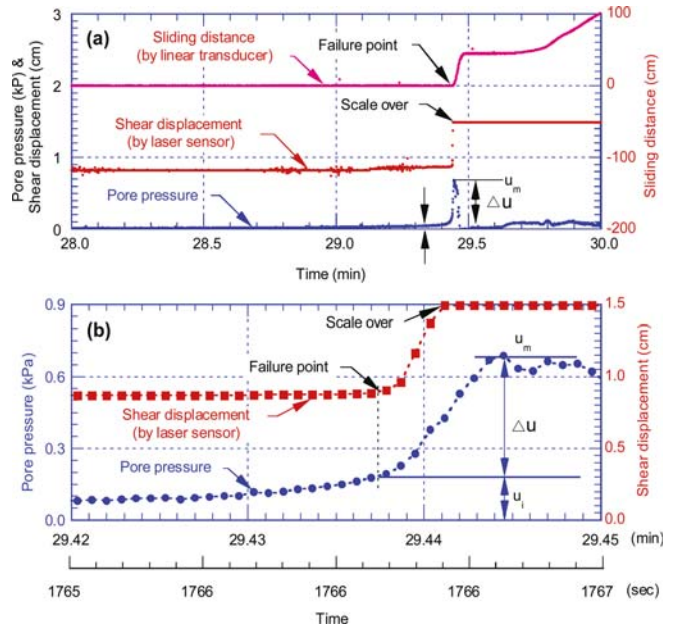 (a)
Sliding distance
(by linear transducer)
Failure point
Scale over
Shear displacement
(by laser sensor)
Pore pressure
u_m
△u
Pore pressure (kP) &
Shear displacement (cm)
3
2
1
0
Sliding distance (cm)
100
0
-100
-200
28.0 28.5 29.0 29.5 30.0
Time (min)
(b)
Scale over
Failure point
Shear displacement
(by laser sensor)
Pore pressure
u_m
△u
u_i
Pore pressure (kPa)
0.9
0.6
0.3
0.0
Shear displacement (cm)
1.5
1.0
0.5
0.0
29.42 29.43 29.44 29.45 (min)
1765 1766 1766 1766 1767 (sec)
Time